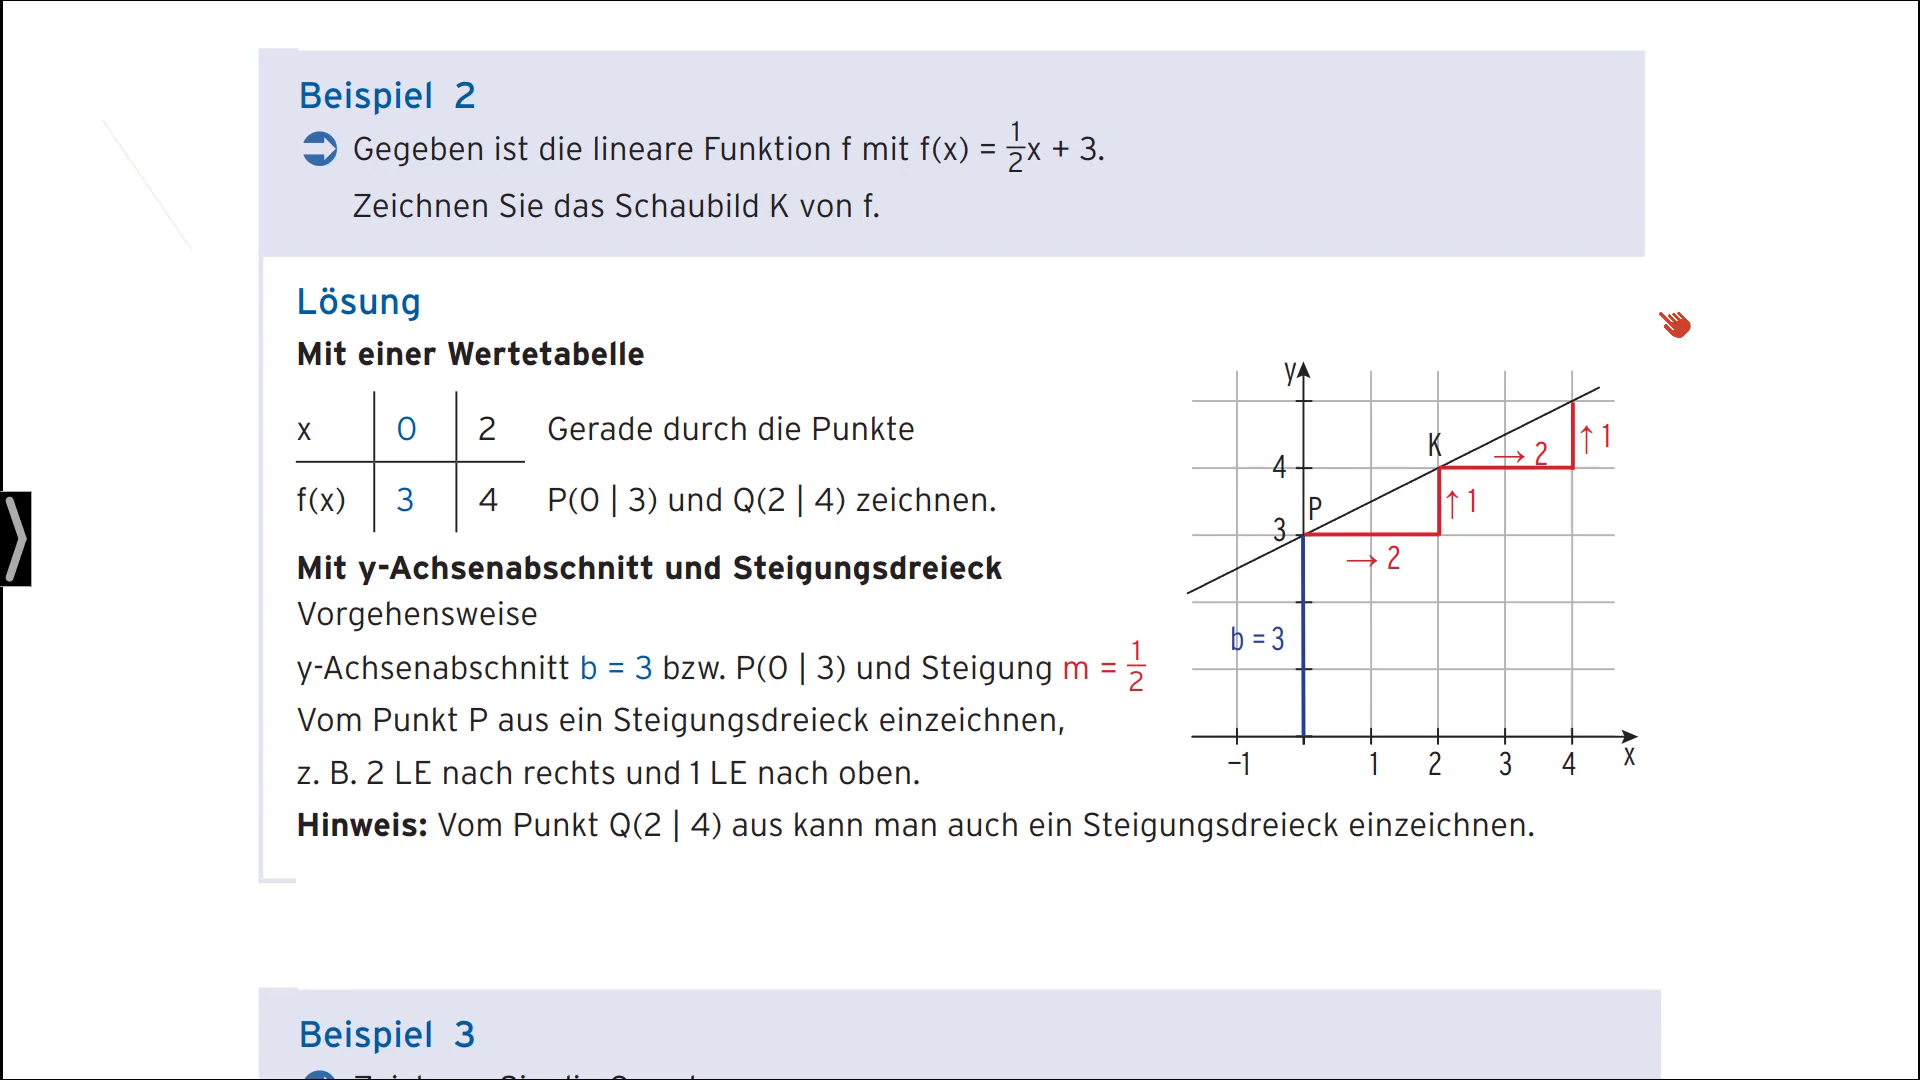 Beispiel 2
Gegeben ist die lineare Funktion f mit f(x) = 1/2 x + 3.
Zeichnen Sie das Schaubild K von f.
Lösung
Mit einer Wertetabelle
x 0 2 Gerade durch die Punkte
f(x) 3 4 P(0 | 3) und Q(2 | 4) zeichnen.
Mit y-Achsenabschnitt und Steigungsdreieck
Vorgehensweise
y-Achsenabschnitt b = 3 bzw. P(0 | 3) und Steigung m = 1/2
Vom Punkt P aus ein Steigungsdreieck einzeichnen,
z. B. 2 LE nach rechts und 1 LE nach oben.
Hinweis: Vom Punkt Q(2 | 4) aus kann man auch ein Steigungsdreieck einzeichnen.
y
K → 2 ↑ 1
4
P ↑ 1
3
→ 2
b = 3
−1 1 2 3 4 x
Beispiel 3